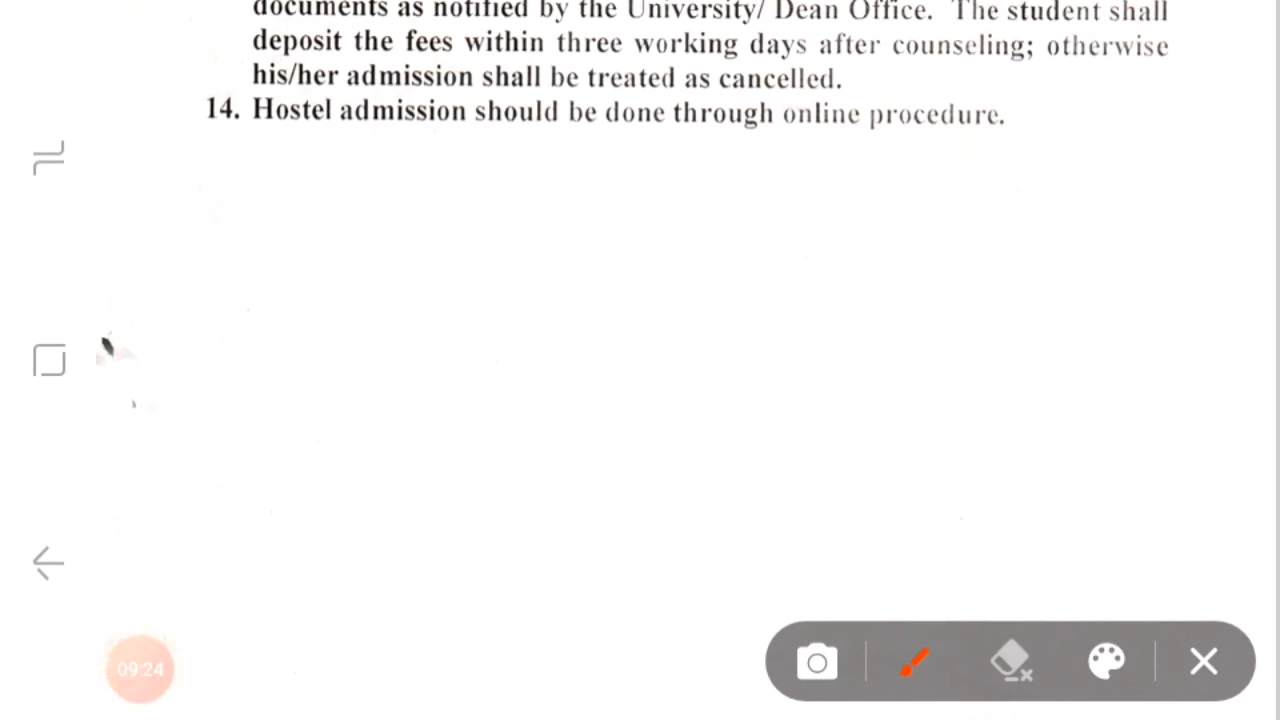 documents as notified by the University/ Dean Office. The student shall
deposit the fees within three working days after counseling; otherwise
his/her admission shall be treated as cancelled.
14. Hostel admission should be done through online procedure.
09:24